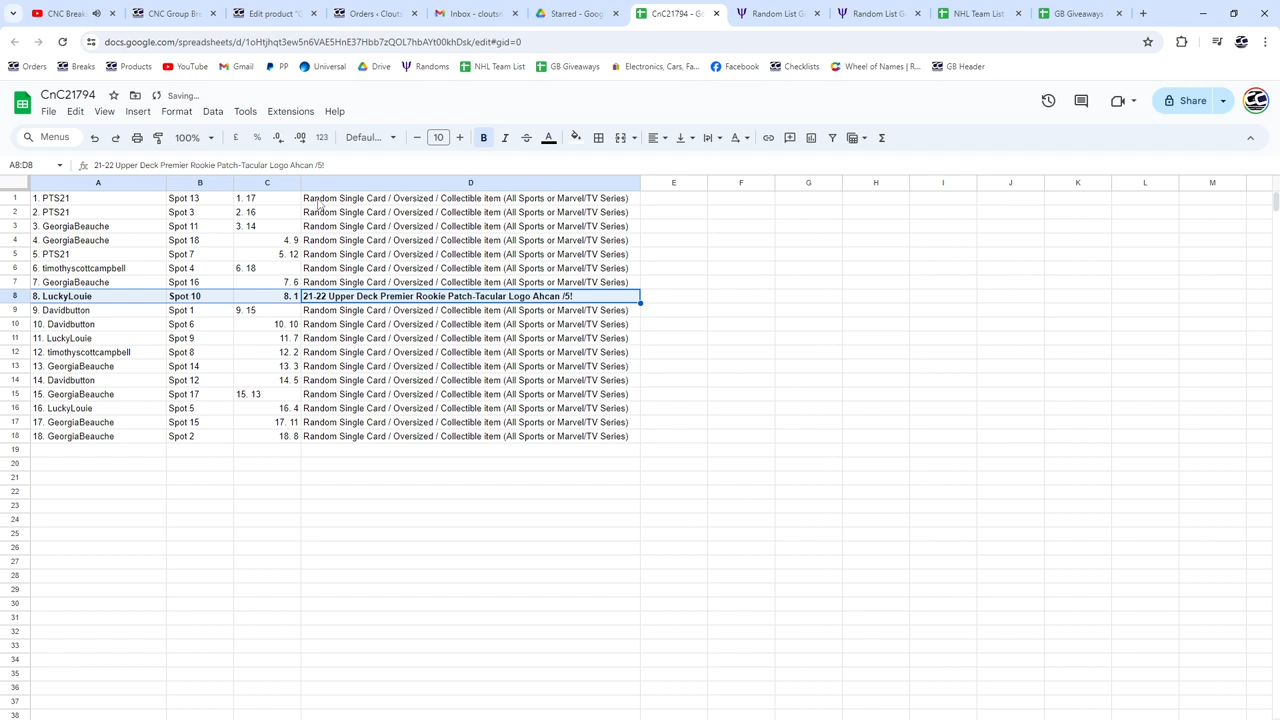 CNC Break
CNC Group Bre
Edit product "C
Orders ‹ Clouts
Inbox - cloutsn
Starred - Goog
CnC21794 - G
Random List G
Random List G
NHL Team List
GB Giveaways
docs.google.com/spreadsheets/d/1oHtjhqt3ew5n6VAE5HnE37Hbb7zQOL7hbAYt00khDsk/edit#gid=0
Orders Breaks Products YouTube Gmail PP Universal Drive Randoms NHL Team List GB Giveaways Electronics, Cars, Fa... Facebook Checklists Wheel of Names | R... GB Header
CnC21794 Saving...
File Edit View Insert Format Data Tools Extensions Help
Share
Menus 100% £ % .0 .00 123 Defaul... 10 B I A
A8:D8 21-22 Upper Deck Premier Rookie Patch-Tacular Logo Ahcan /5!
A B C D E F G H I J K L M
1 1. PTS21 Spot 13 1. 17 Random Single Card / Oversized / Collectible item (All Sports or Marvel/TV Series)
2 2. PTS21 Spot 3 2. 16 Random Single Card / Oversized / Collectible item (All Sports or Marvel/TV Series)
3 3. GeorgiaBeauche Spot 11 3. 14 Random Single Card / Oversized / Collectible item (All Sports or Marvel/TV Series)
4 4. GeorgiaBeauche Spot 18 4. 9 Random Single Card / Oversized / Collectible item (All Sports or Marvel/TV Series)
5 5. PTS21 Spot 7 5. 12 Random Single Card / Oversized / Collectible item (All Sports or Marvel/TV Series)
6 6. timothyscottcampbell Spot 4 6. 18 Random Single Card / Oversized / Collectible item (All Sports or Marvel/TV Series)
7 7. GeorgiaBeauche Spot 16 7. 6 Random Single Card / Oversized / Collectible item (All Sports or Marvel/TV Series)
8 8. LuckyLouie Spot 10 8. 1 21-22 Upper Deck Premier Rookie Patch-Tacular Logo Ahcan /5!
9 9. Davidbutton Spot 1 9. 15 Random Single Card / Oversized / Collectible item (All Sports or Marvel/TV Series)
10 10. Davidbutton Spot 6 10. 10 Random Single Card / Oversized / Collectible item (All Sports or Marvel/TV Series)
11 11. LuckyLouie Spot 9 11. 7 Random Single Card / Oversized / Collectible item (All Sports or Marvel/TV Series)
12 12. timothyscottcampbell Spot 8 12. 2 Random Single Card / Oversized / Collectible item (All Sports or Marvel/TV Series)
13 13. GeorgiaBeauche Spot 14 13. 3 Random Single Card / Oversized / Collectible item (All Sports or Marvel/TV Series)
14 14. Davidbutton Spot 12 14. 5 Random Single Card / Oversized / Collectible item (All Sports or Marvel/TV Series)
15 15. GeorgiaBeauche Spot 17 15. 13 Random Single Card / Oversized / Collectible item (All Sports or Marvel/TV Series)
16 16. LuckyLouie Spot 5 16. 4 Random Single Card / Oversized / Collectible item (All Sports or Marvel/TV Series)
17 17. GeorgiaBeauche Spot 15 17. 11 Random Single Card / Oversized / Collectible item (All Sports or Marvel/TV Series)
18 18. GeorgiaBeauche Spot 2 18. 8 Random Single Card / Oversized / Collectible item (All Sports or Marvel/TV Series)
19
20
21
22
23
24
25
26
27
28
29
30
31
32
33
34
35
36
37
38